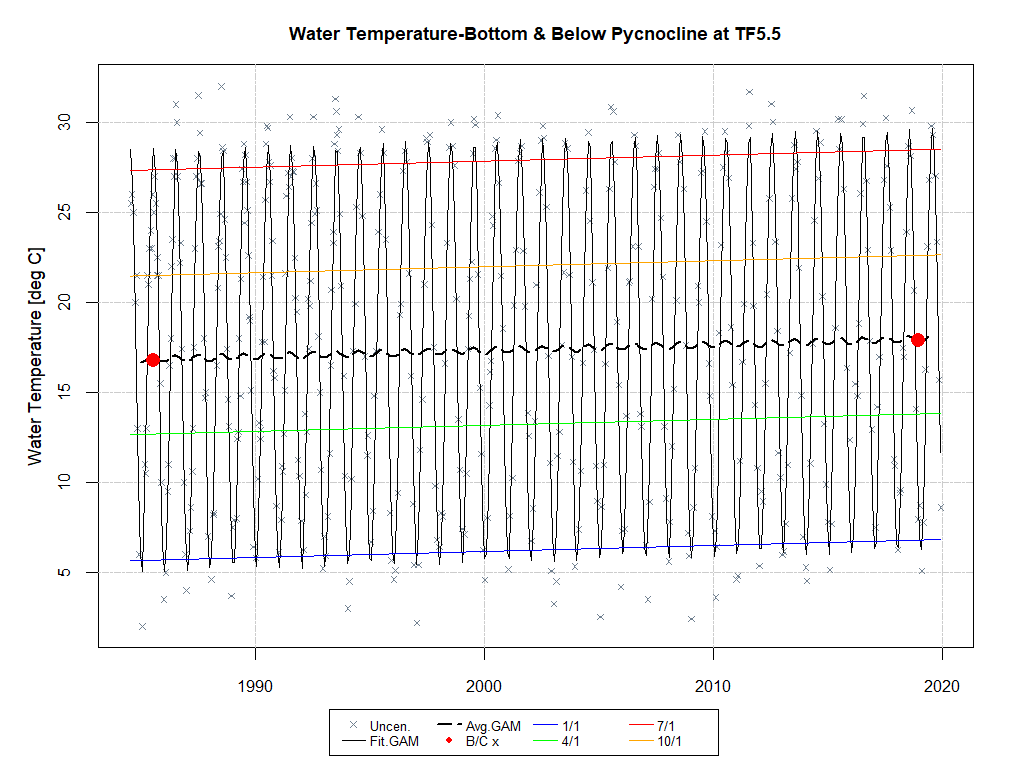 Water Temperature-Bottom & Below Pycnocline at TF5.5
Water Temperature [deg C]
30
25
20
15
10
5
1990 2000 2010 2020
Uncen. Avg.GAM 1/1 7/1
Fit.GAM B/C x 4/1 10/1